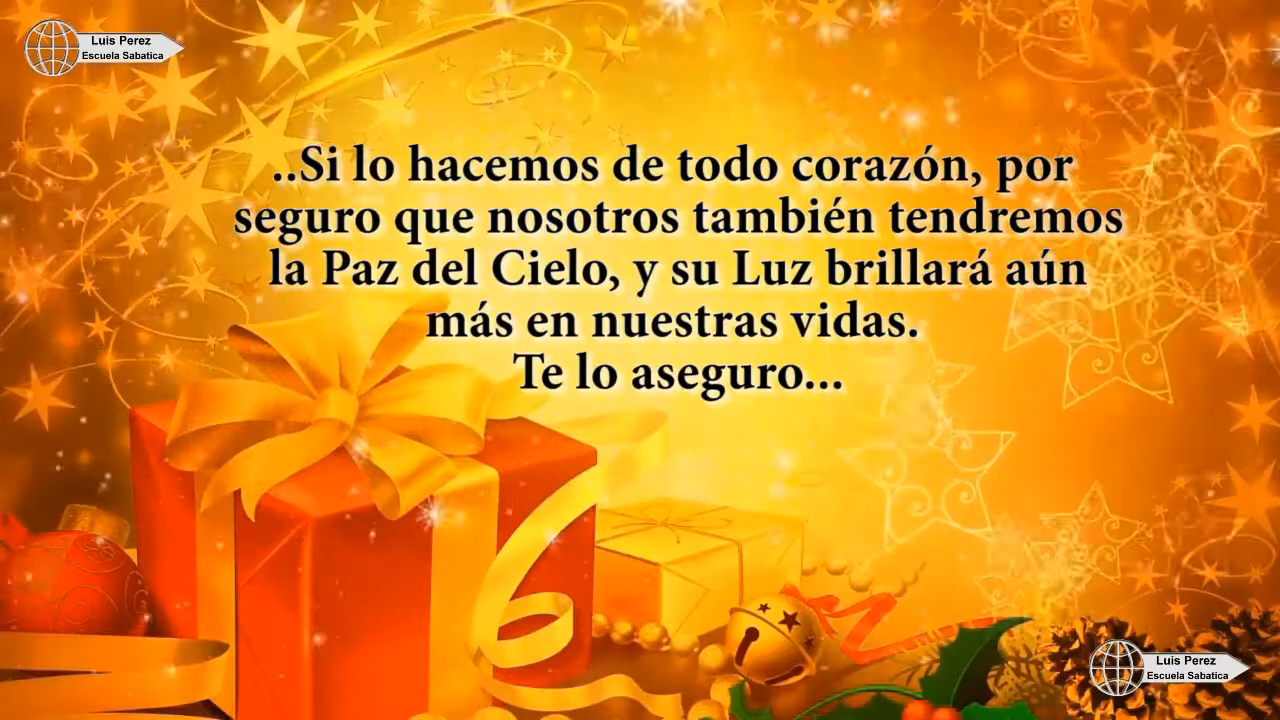 Luis Perez
Escuela Sabatica
..Si lo hacemos de todo corazón, por
seguro que nosotros también tendremos
la Paz del Cielo, y su Luz brillará aún
más en nuestras vidas.
Te lo aseguro...
Luis Perez
Escuela Sabatica